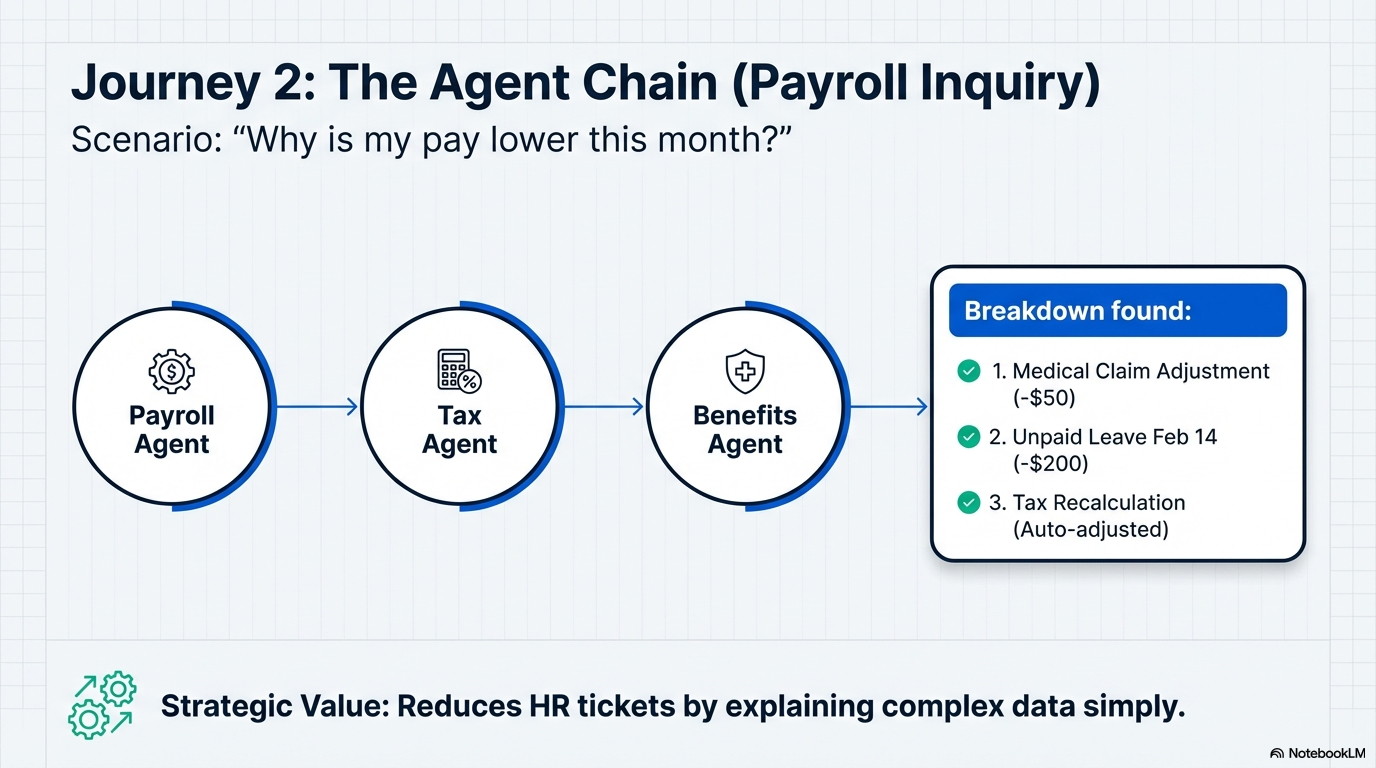 Journey 2: The Agent Chain (Payroll Inquiry)
Scenario: “Why is my pay lower this month?”
$
Payroll
Agent
%
Tax
Agent
Benefits
Agent
Breakdown found:
1. Medical Claim Adjustment
(-$50)
2. Unpaid Leave Feb 14
(-$200)
3. Tax Recalculation
(Auto-adjusted)
Strategic Value: Reduces HR tickets by explaining complex data simply.
NotebookLM